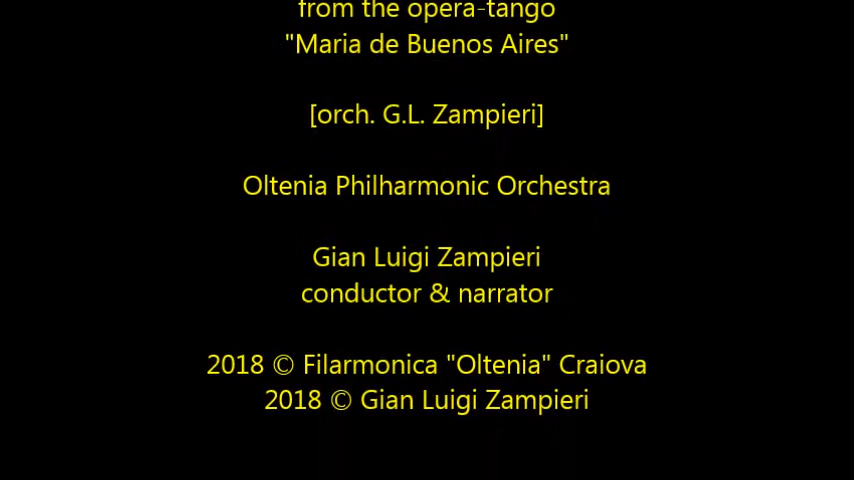 from the opera-tango
"Maria de Buenos Aires"
[orch. G.L. Zampieri]
Oltenia Philharmonic Orchestra
Gian Luigi Zampieri
conductor & narrator
2018 © Filarmonica "Oltenia" Craiova
2018 © Gian Luigi Zampieri